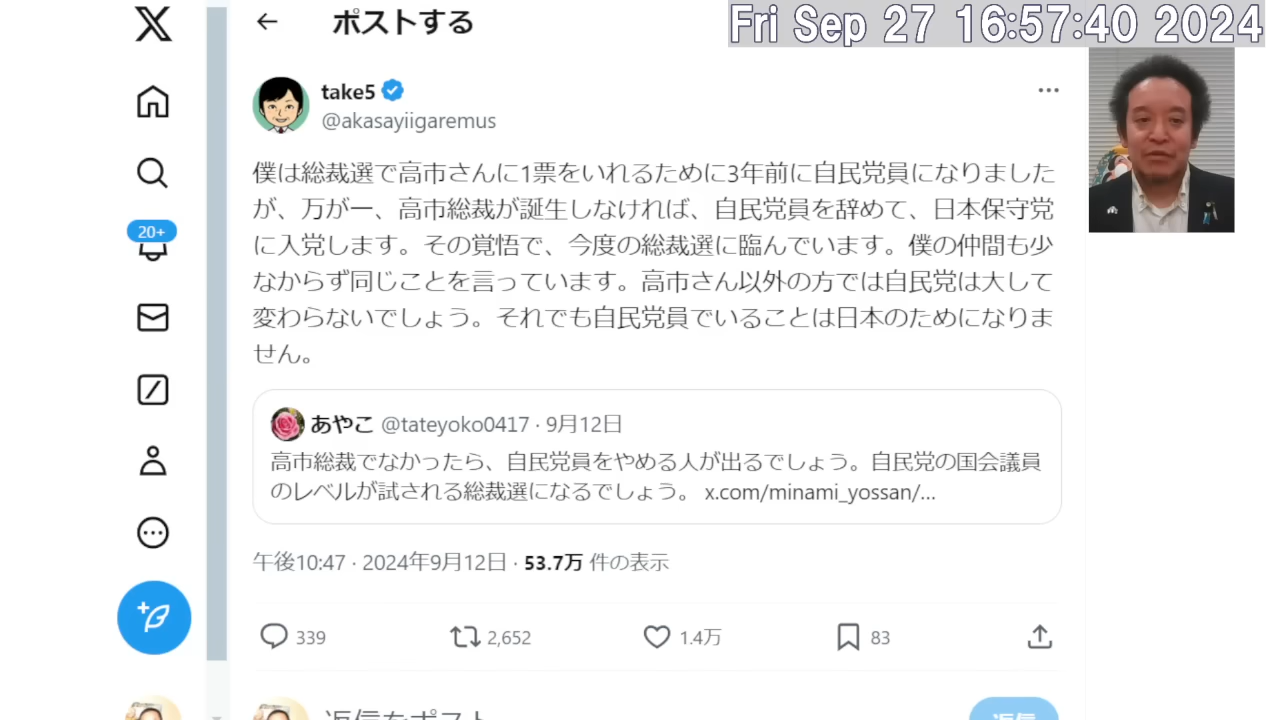 ポストする
Fri Sep 27 16:57:40 2024
take5
@akasayiigaremus
僕は総裁選で高市さんに1票をいれるために3年前に自民党員になりました
が、万が一、高市総裁が誕生しなければ、自民党員を辞めて、日本保守党
に入党します。その覚悟で、今度の総裁選に臨んでいます。僕の仲間も少
なからず同じことを言っています。高市さん以外の方では自民党は大して
変わらないでしょう。それでも自民党員でいることは日本のためになりま
せん。
20+
あやこ @tateyoko0417 · 9月12日
高市総裁でなかったら、自民党員をやめる人が出るでしょう。自民党の国会議員
のレベルが試される総裁選になるでしょう。 x.com/minami_yossan/...
午後10:47 · 2024年9月12日 · 53.7万 件の表示
339 2,652 1.4万 83
返信をポスト
返信